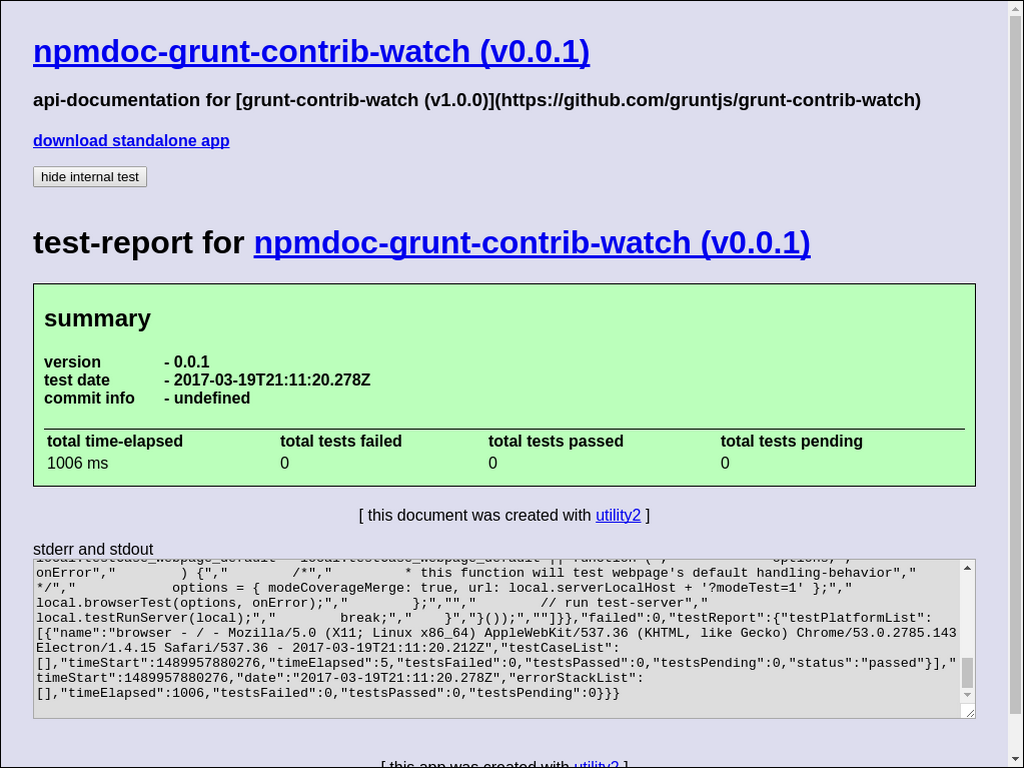 npmdoc-grunt-contrib-watch (v0.0.1)
api-documentation for [grunt-contrib-watch (v1.0.0)](https://github.com/gruntjs/grunt-contrib-watch)
download standalone app
hide internal test
test-report for npmdoc-grunt-contrib-watch (v0.0.1)
summary
version - 0.0.1
test date - 2017-03-19T21:11:20.278Z
commit info - undefined
total time-elapsed total tests failed total tests passed total tests pending
1006 ms 0 0 0
[ this document was created with utility2 ]
stderr and stdout
local.testCase_webpage_default = local.testCase_webpage_default || function (","             options,","
onError","        ) {","        /*","         * this function will test webpage's default handling-behavior","
*/","            options = { modeCoverageMerge: true, url: local.serverLocalHost + '?modeTest=1' };","
local.browserTest(options, onError);","        };","","        // run test-server","
local.testRunServer(local);","        break;","    }","}());",""]}},"failed":0,"testReport":{"testPlatformList":
[{"name":"browser - / - Mozilla/5.0 (X11; Linux x86_64) AppleWebKit/537.36 (KHTML, like Gecko) Chrome/53.0.2785.143
Electron/1.4.15 Safari/537.36 - 2017-03-19T21:11:20.212Z","testCaseList":
[],"timeStart":1489957880276,"timeElapsed":5,"testsFailed":0,"testsPassed":0,"testsPending":0,"status":"passed"}],"
timeStart":1489957880276,"date":"2017-03-19T21:11:20.278Z","errorStackList":
[],"timeElapsed":1006,"testsFailed":0,"testsPassed":0,"testsPending":0}}}
[ this app was created with utility2 ]